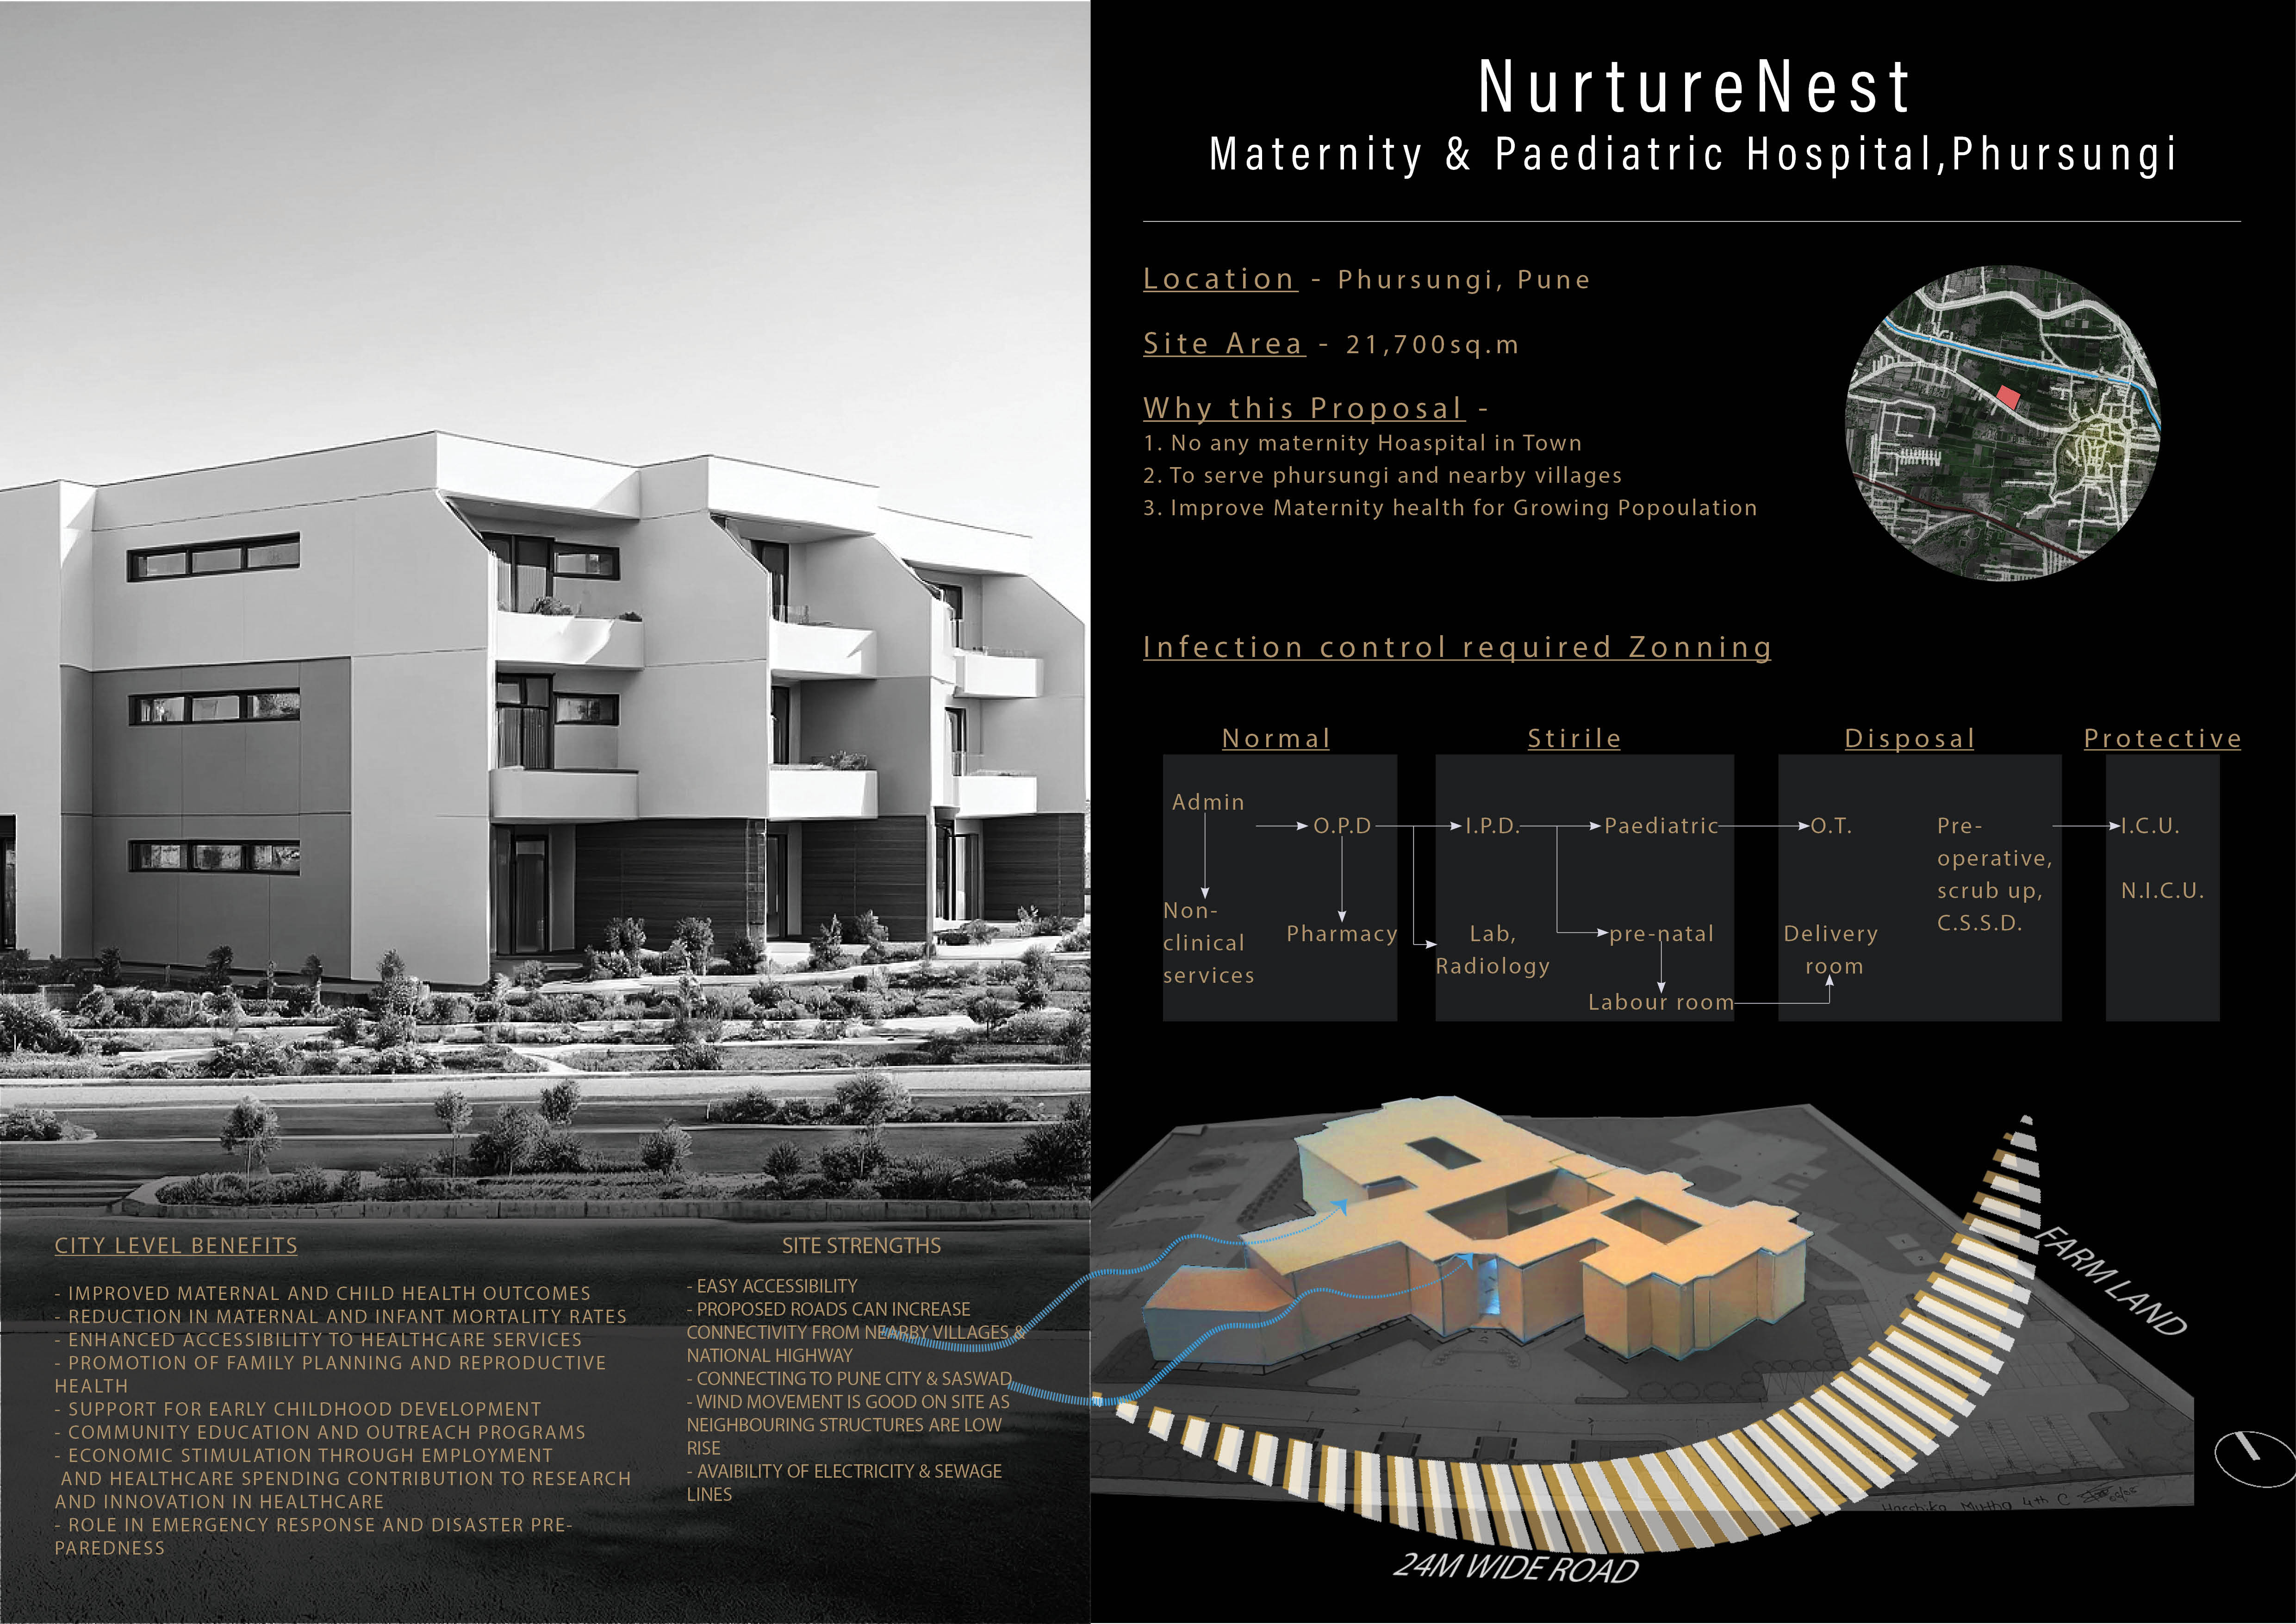 NurtureNest
Maternity & Paediatric Hospital,Phursungi
Location - Phursungi, Pune
Site Area - 21,700sq.m
Why this Proposal -
1. No any maternity Hoaspital in Town
2. To serve phursungi and nearby villages
3. Improve Maternity health for Growing Popoulation
Infection control required Zonning
Normal
Stirile
Disposal
Protective
Admin
Non-
clinical
services
O.P.D
Pharmacy
I.P.D.
Lab,
Radiology
Paediatric
pre-natal
Labour room
O.T.
Delivery
room
Pre-
operative,
scrub up,
C.S.S.D.
I.C.U.
N.I.C.U.
CITY LEVEL BENEFITS
- IMPROVED MATERNAL AND CHILD HEALTH OUTCOMES
- REDUCTION IN MATERNAL AND INFANT MORTALITY RATES
- ENHANCED ACCESSIBILITY TO HEALTHCARE SERVICES
- PROMOTION OF FAMILY PLANNING AND REPRODUCTIVE
HEALTH
- SUPPORT FOR EARLY CHILDHOOD DEVELOPMENT
- COMMUNITY EDUCATION AND OUTREACH PROGRAMS
- ECONOMIC STIMULATION THROUGH EMPLOYMENT
AND HEALTHCARE SPENDING CONTRIBUTION TO RESEARCH
AND INNOVATION IN HEALTHCARE
- ROLE IN EMERGENCY RESPONSE AND DISASTER PRE-
PAREDNESS
SITE STRENGTHS
- EASY ACCESSIBILITY
- PROPOSED ROADS CAN INCREASE
CONNECTIVITY FROM NEARBY VILLAGES &
NATIONAL HIGHWAY
- CONNECTING TO PUNE CITY & SASWAD
- WIND MOVEMENT IS GOOD ON SITE AS
NEIGHBOURING STRUCTURES ARE LOW
RISE
- AVAIBILITY OF ELECTRICITY & SEWAGE
LINES
FARM LAND
4th C
24M WIDE ROAD